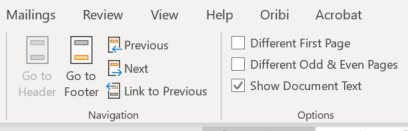 Mailings Review View Help Oribi Acrobat
Previous Different First Page
Go to Go to Next Different Odd & Even Pages
Header Footer Link to Previous Show Document Text
Navigation Options